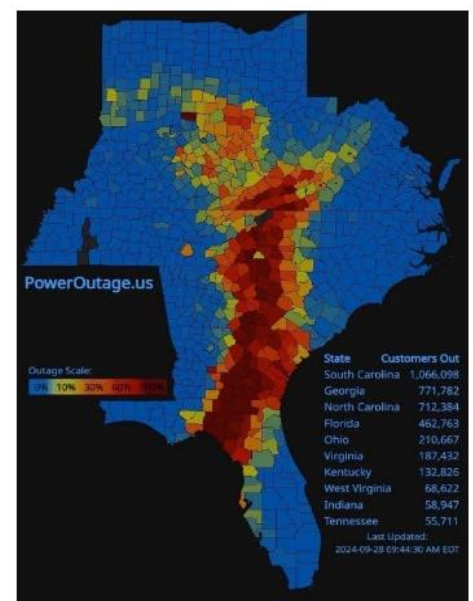 PowerOutage.us
Outage Scale:
0% 10% 30% 60% 100%
State Customers Out
South Carolina 1,066,098
Georgia 771,782
North Carolina 712,384
Florida 462,763
Ohio 210,667
Virginia 187,432
Kentucky 132,826
West Virginia 68,622
Indiana 58,947
Tennessee 55,711
Last Updated:
2024-09-28 09:44:30 AM EDT